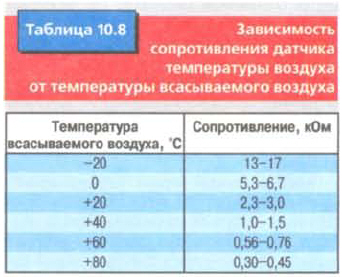 Таблица 10.8
Зависимость
сопротивления датчика
температуры воздуха
от температуры всасываемого воздуха
Температура
всасываемого воздуха, °С
Сопротивление, кОм
−20 13–17
0 5,3–6,7
+20 2,3–3,0
+40 1,0–1,5
+60 0,56–0,76
+80 0,30–0,45